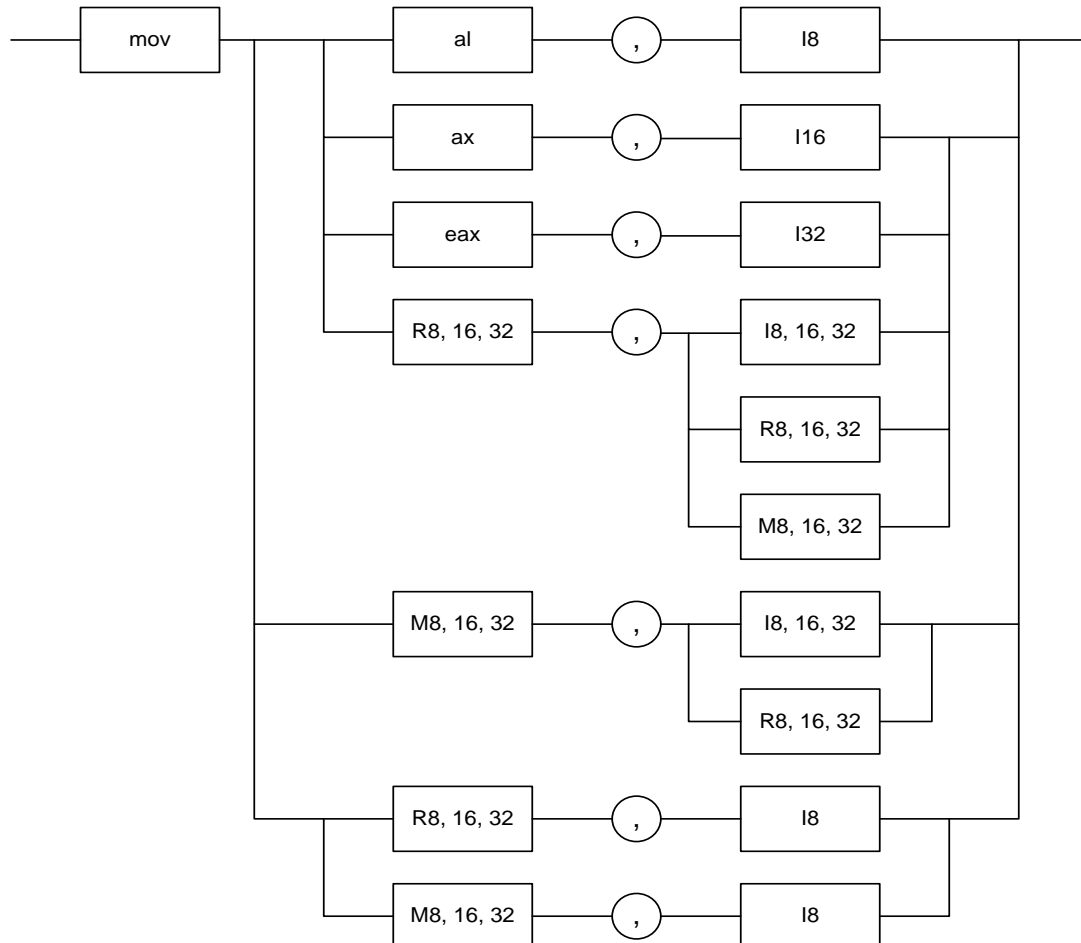 mov al , I8
ax , I16
eax , I32
R8, 16, 32 , I8, 16, 32
R8, 16, 32
M8, 16, 32
M8, 16, 32 , I8, 16, 32
R8, 16, 32
R8, 16, 32 , I8
M8, 16, 32 , I8